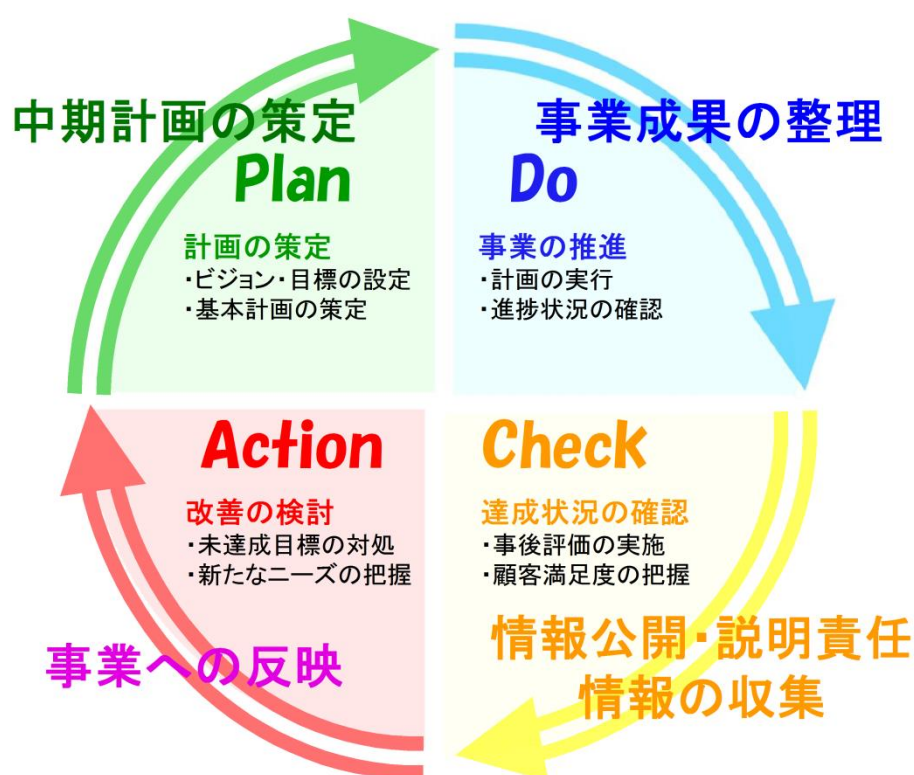 中期計画の策定
Plan
計画の策定
・ビジョン・目標の設定
・基本計画の策定
事業成果の整理
Do
事業の推進
・計画の実行
・進捗状況の確認
Action
改善の検討
・未達成目標の対処
・新たなニーズの把握
事業への反映
Check
達成状況の確認
・事後評価の実施
・顧客満足度の把握
情報公開・説明責任
情報の収集